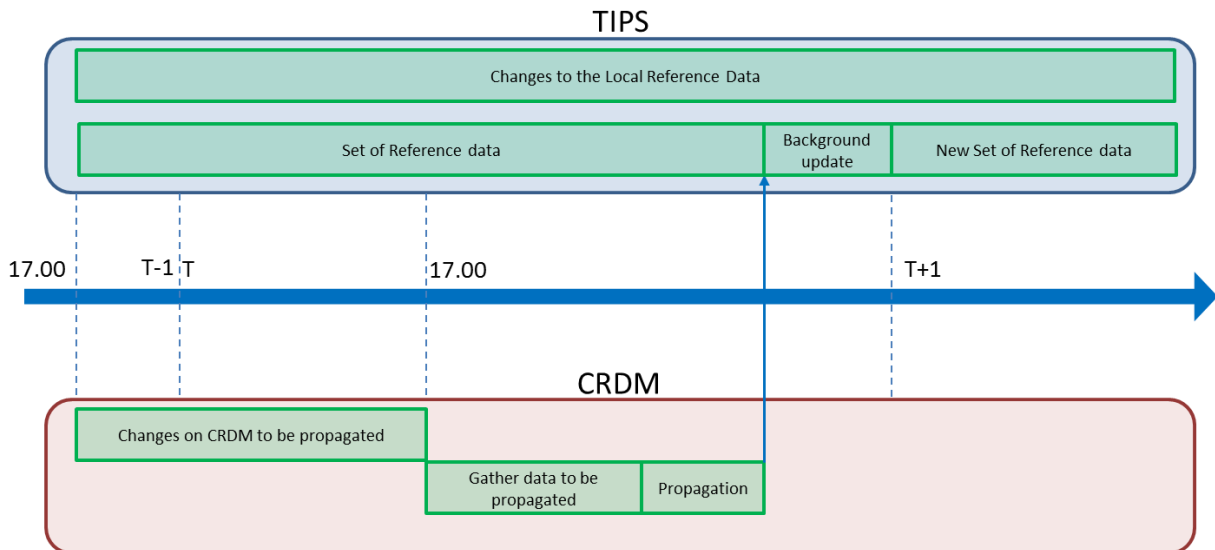 TIPS
Changes to the Local Reference Data
Set of Reference data
Background
update
New Set of Reference data
17.00
T-1
T
17.00
T+1
CRDM
Changes on CRDM to be propagated
Gather data to be
propagated
Propagation